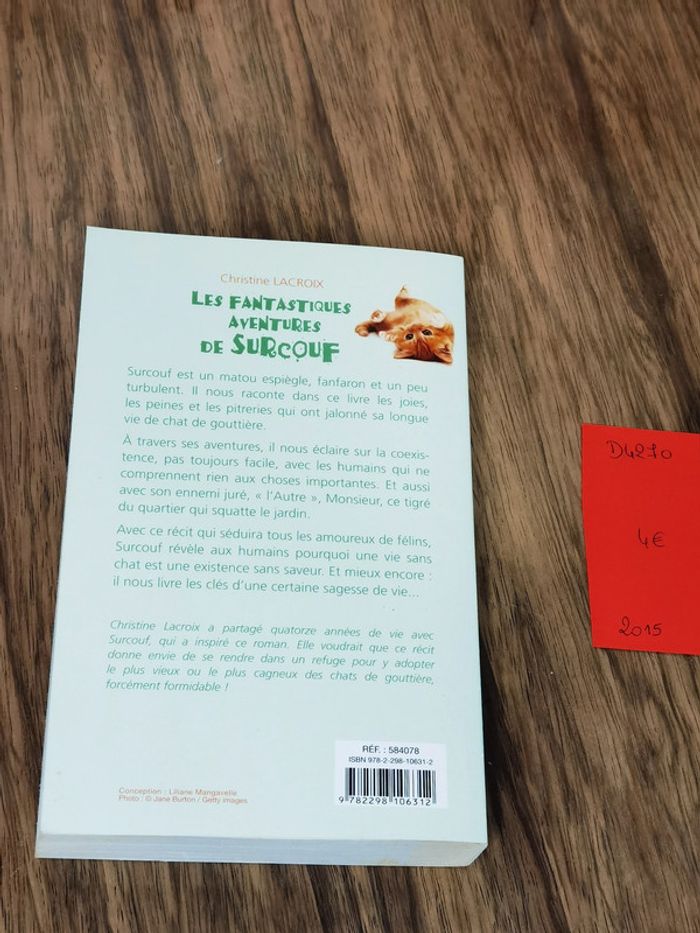 Christine LACROIX
LES FANTASTIQUES
AVENTURES
DE SURCOUF
Surcouf est un matou espiègle, fanfaron et un peu
turbulent. Il nous raconte dans ce livre les joies,
les peines et les pitreries qui ont jalonné sa longue
vie de chat de gouttière.
À travers ses aventures, il nous éclaire sur la coexis-
tence, pas toujours facile, avec les humains qui ne
comprennent rien aux choses importantes. Et aussi
avec son ennemi juré, « l'Autre », Monsieur, ce tigré
du quartier qui squatte le jardin.
Avec ce récit qui séduira tous les amoureux de félins,
Surcouf révèle aux humains pourquoi une vie sans
chat est une existence sans saveur. Et mieux encore :
il nous livre les clés d'une certaine sagesse de vie...
Christine Lacroix a partagé quatorze années de vie avec
Surcouf, qui a inspiré ce roman. Elle voudrait que ce récit
donne envie de se rendre dans un refuge pour y adopter
le plus vieux ou le plus cagneux des chats de gouttière,
forcément formidable !
RÉF. : 584078
ISBN 978-2-298-10631-2
9 782298 106312
Conception : Liliane Mangavelle
Photo : © Jane Burton / Getty images
D4270
4€
2015